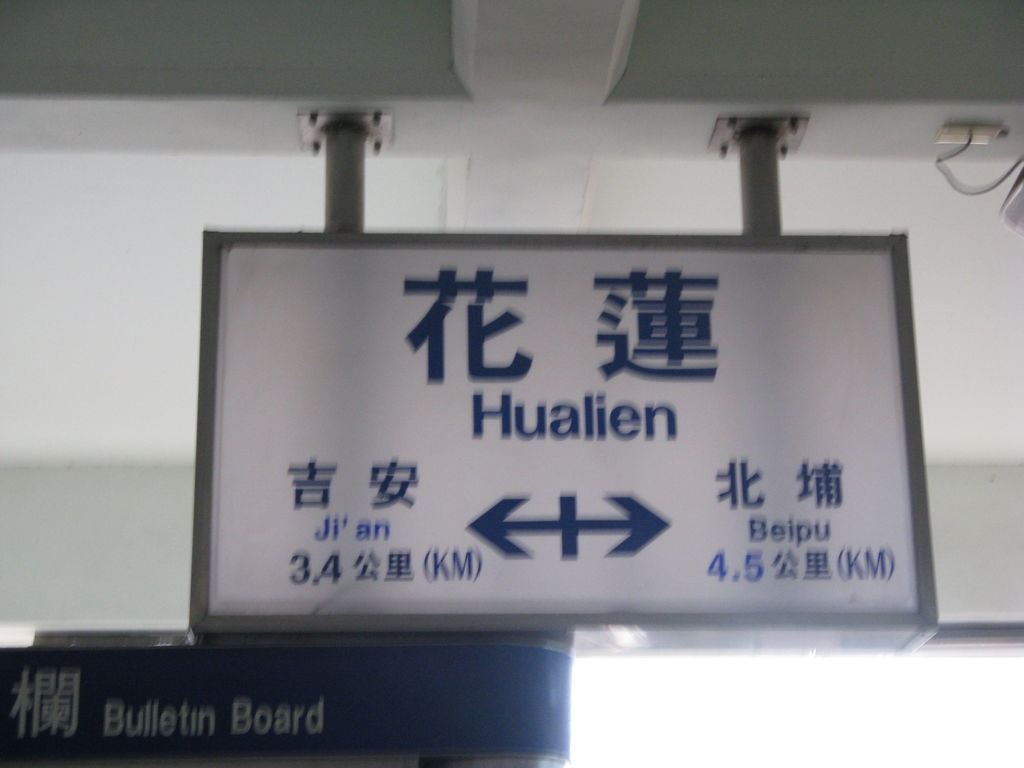 花蓮
Hualien
吉安
Ji'an
3.4公里(KM)
北埔
Beipu
4.5公里(KM)
欄 Bulletin Board